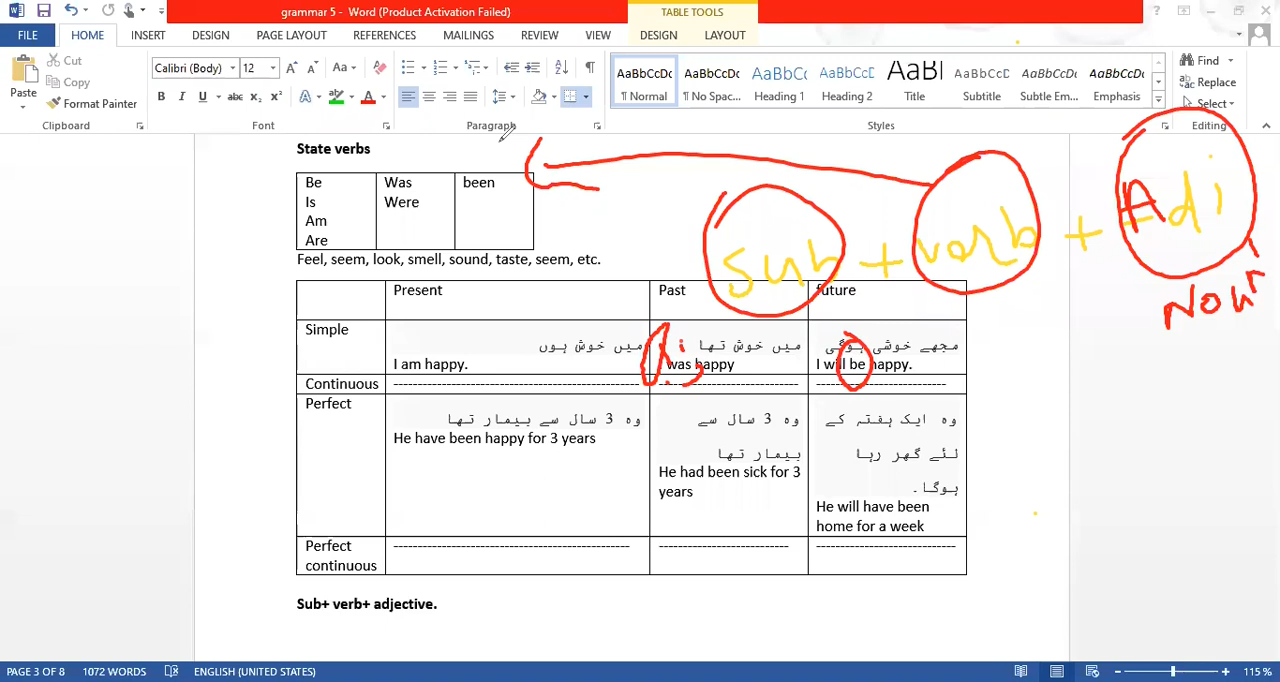 grammar 5 - Word (Product Activation Failed)
TABLE TOOLS
FILE HOME INSERT DESIGN PAGE LAYOUT REFERENCES MAILINGS REVIEW VIEW DESIGN LAYOUT
Paste
Cut
Copy
Format Painter
Clipboard
Calibri (Body) 12
Font
Paragraph
AaBbCcDc AaBbCcDc AaBbCc AaBbCc AaBl AaBbCcD AaBbCcDc AaBbCcDc
¶ Normal ¶ No Spac... Heading 1 Heading 2 Title Subtitle Subtle Em... Emphasis
Styles
Find
Replace
Select
Editing
State verbs
Be Was been
Is Were
Am
Are
Feel, seem, look, smell, sound, taste, seem, etc.
Sub + verb + Adi
Noun
Present Past future
Simple
میں خوش ہوں
I am happy.
میں خوش تھا
i was happy
مجھے خوشی ہوگی
I will be happy.
Continuous
Perfect
وہ 3 سال سے بیمار تھا
He have been happy for 3 years
وہ 3 سال سے
بیمار تھا
He had been sick for 3
years
وہ ایک ہفتہ کے
لئے گھر رہا
ہوگا۔
He will have been
home for a week
Perfect
continuous
Sub+ verb+ adjective.
PAGE 3 OF 8 1072 WORDS ENGLISH (UNITED STATES) 115%